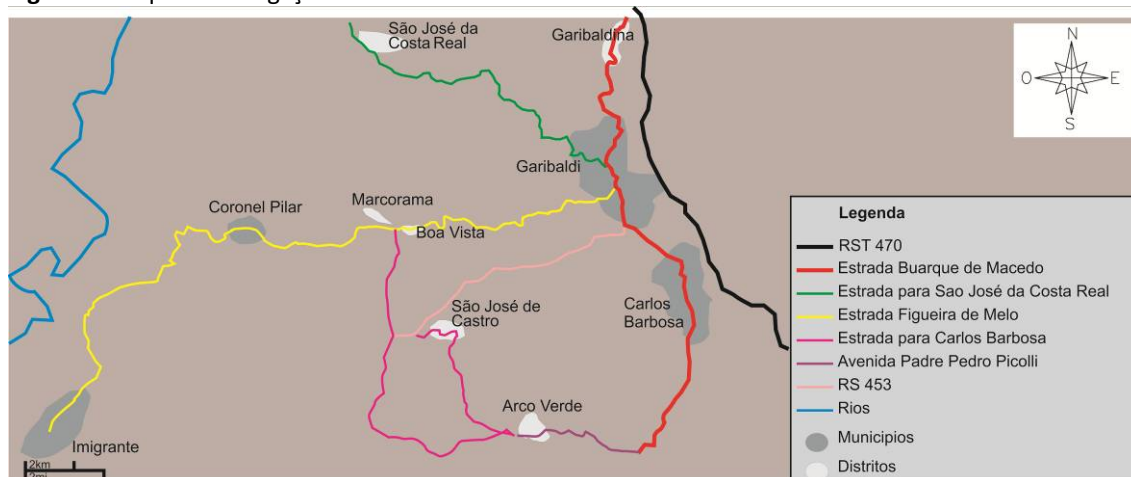 São José da
Costa Real
Garibaldina
N
O
E
S
Garibaldi
Marcorama
Coronel Pilar
Boa Vista
Legenda
RST 470
Estrada Buarque de Macedo
Estrada para Sao José da Costa Real
Estrada Figueira de Melo
Estrada para Carlos Barbosa
Avenida Padre Pedro Picolli
RS 453
Rios
Municipios
Distritos
São José de
Castro
Carlos
Barbosa
Arco Verde
Imigrante
2km